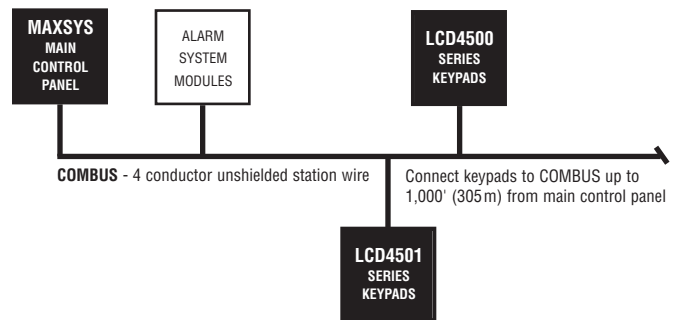 MAXSYS
MAIN
CONTROL
PANEL
ALARM
SYSTEM
MODULES
LCD4500
SERIES
KEYPADS
COMBUS - 4 conductor unshielded station wire
Connect keypads to COMBUS up to
1,000' (305 m) from main control panel
LCD4501
SERIES
KEYPADS